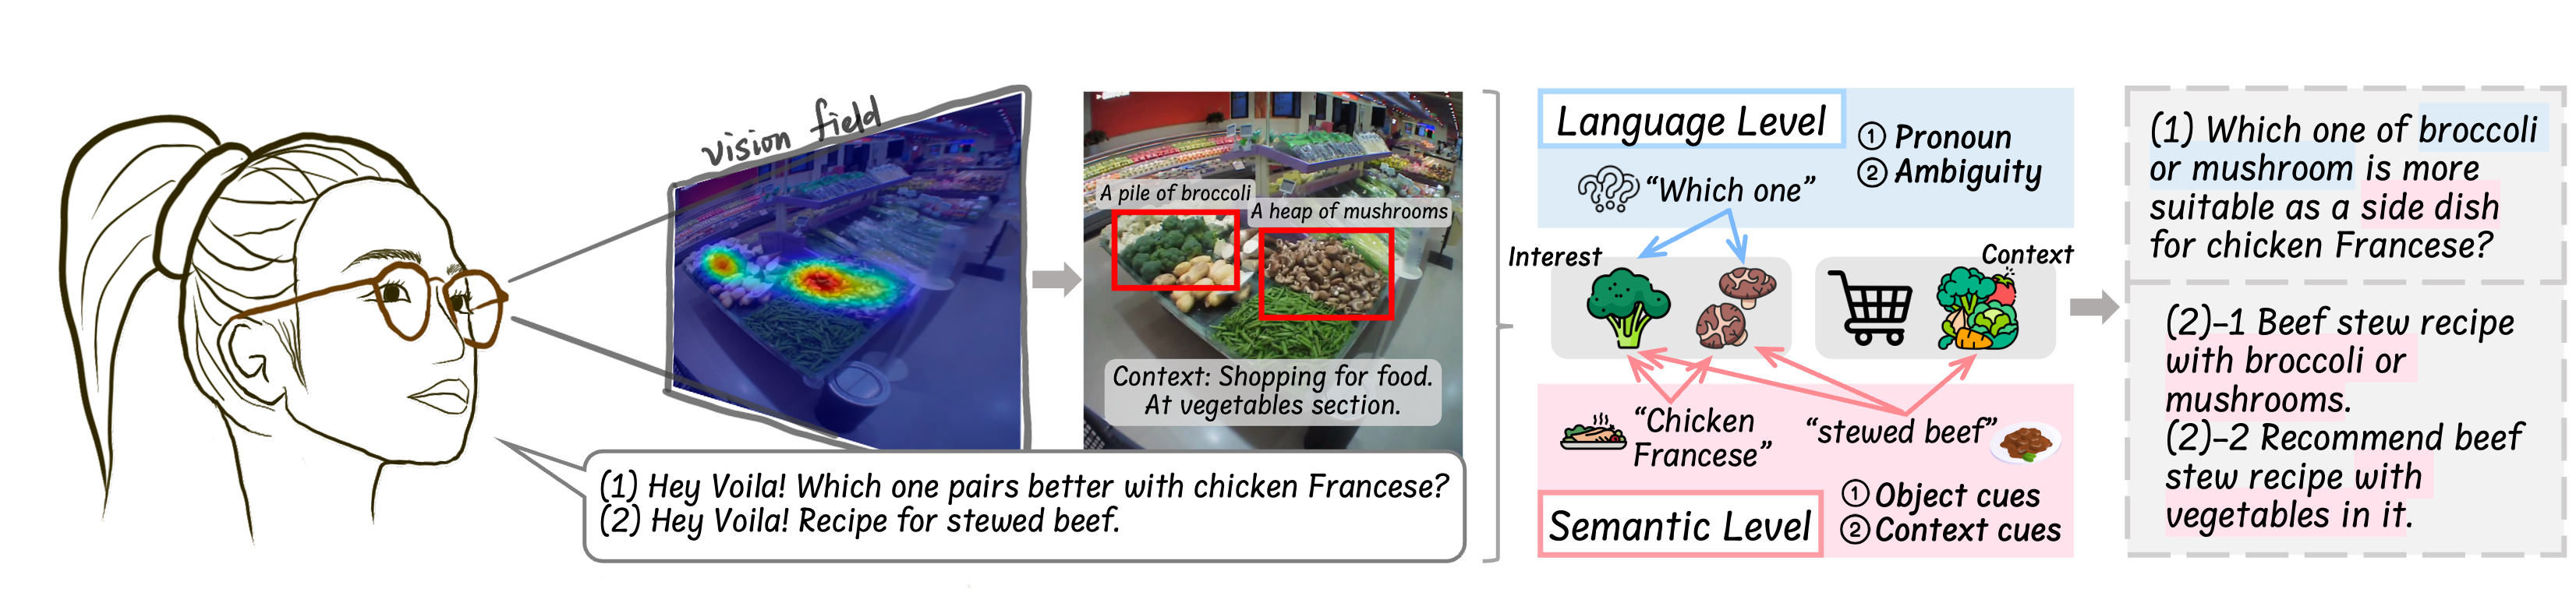 vision field
A pile of broccoli
A heap of mushrooms
Context: Shopping for food.
At vegetables section.
(1) Hey Voila! Which one pairs better with chicken Francese?
(2) Hey Voila! Recipe for stewed beef.
Language Level
① Pronoun
② Ambiguity
“Which one”
Interest
Context
“Chicken
Francese”
“stewed beef”
Semantic Level
① Object cues
② Context cues
(1) Which one of broccoli
or mushroom is more
suitable as a side dish
for chicken Francese?
(2)-1 Beef stew recipe
with broccoli or
mushrooms.
(2)-2 Recommend beef
stew recipe with
vegetables in it.